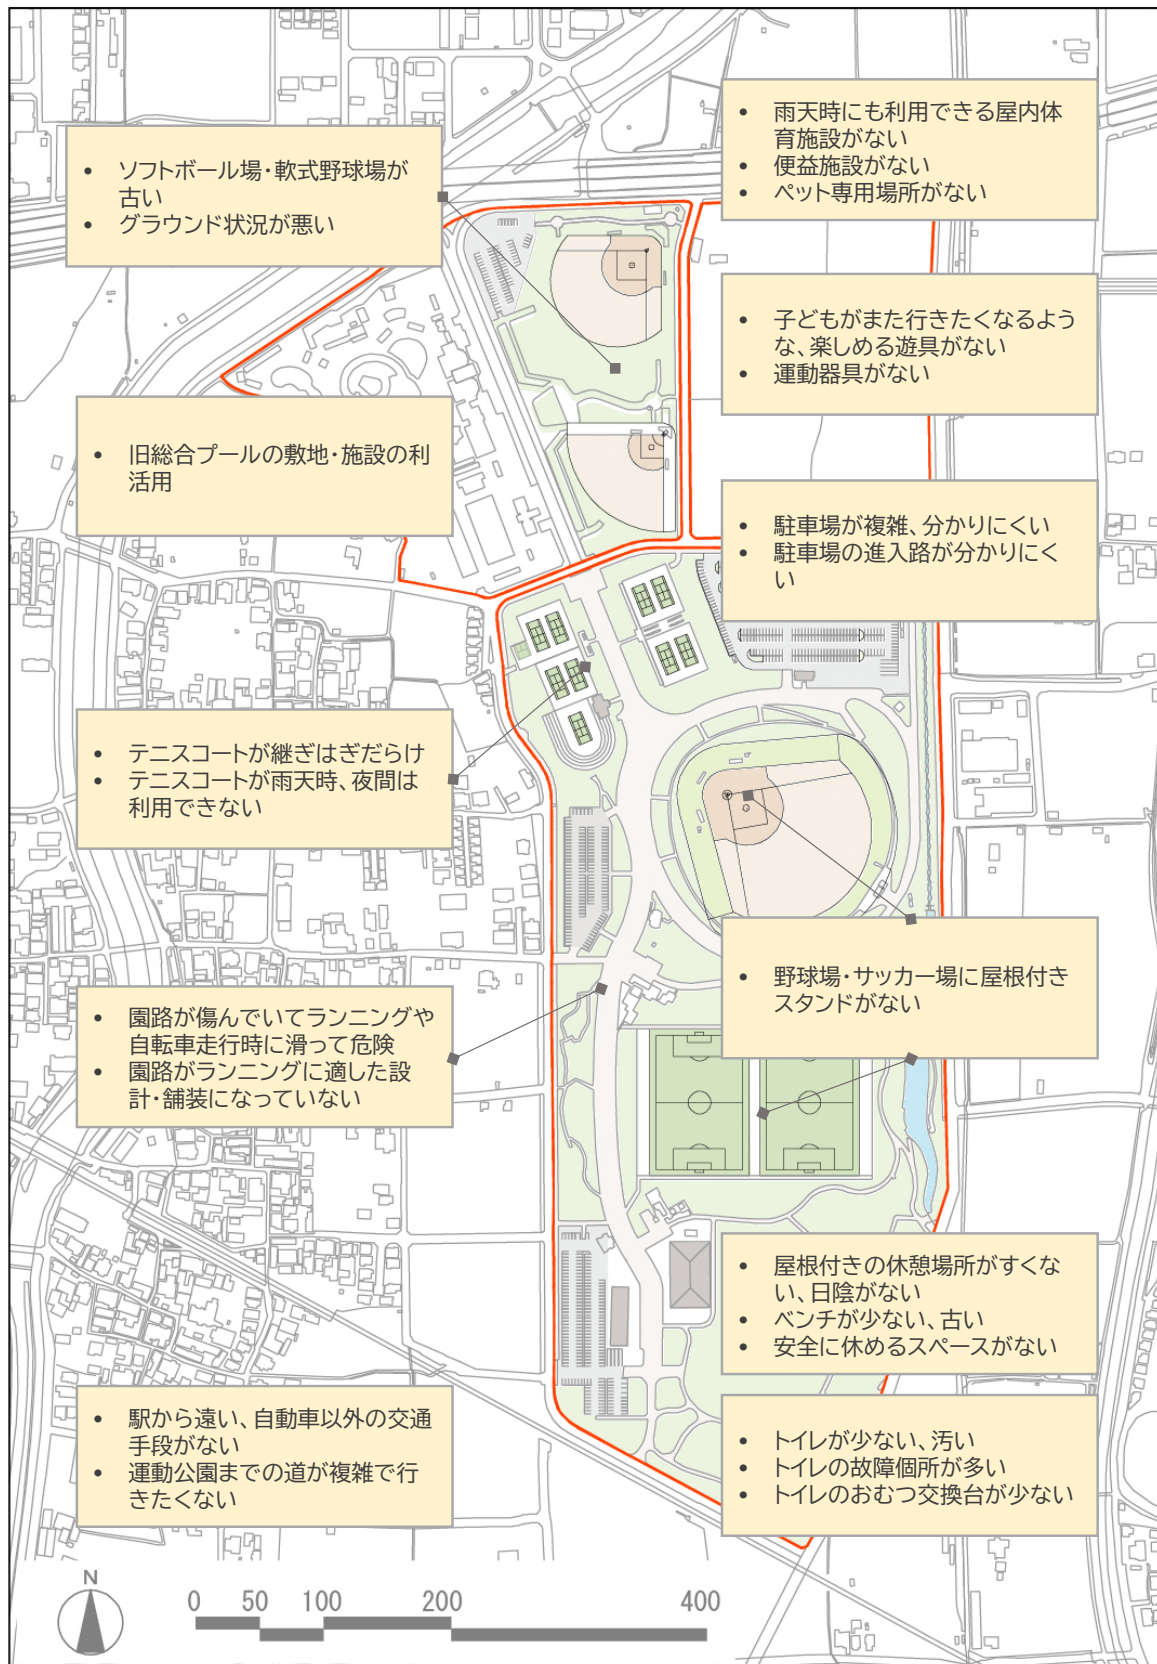 • ソフトボール場・軟式野球場が
古い
• グラウンド状況が悪い
• 旧総合プールの敷地・施設の利
活用
• テニスコートが継ぎはぎだらけ
• テニスコートが雨天時、夜間は
利用できない
• 園路が傷んでいてランニングや
自転車走行時に滑って危険
• 園路がランニングに適した設
計・舗装になっていない
• 駅から遠い、自動車以外の交通
手段がない
• 運動公園までの道が複雑で行
きたくない
• 雨天時にも利用できる屋内体
育施設がない
• 便益施設がない
• ペット専用場所がない
• 子どもがまた行きたくなるよう
な、楽しめる遊具がない
• 運動器具がない
• 駐車場が複雑、分かりにくい
• 駐車場の進入路が分かりにく
い
• 野球場・サッカー場に屋根付き
スタンドがない
• 屋根付きの休憩場所がすくな
い、日陰がない
• ベンチが少ない、古い
• 安全に休めるスペースがない
• トイレが少ない、汚い
• トイレの故障個所が多い
• トイレのおむつ交換台が少ない
N
0 50 100 200 400